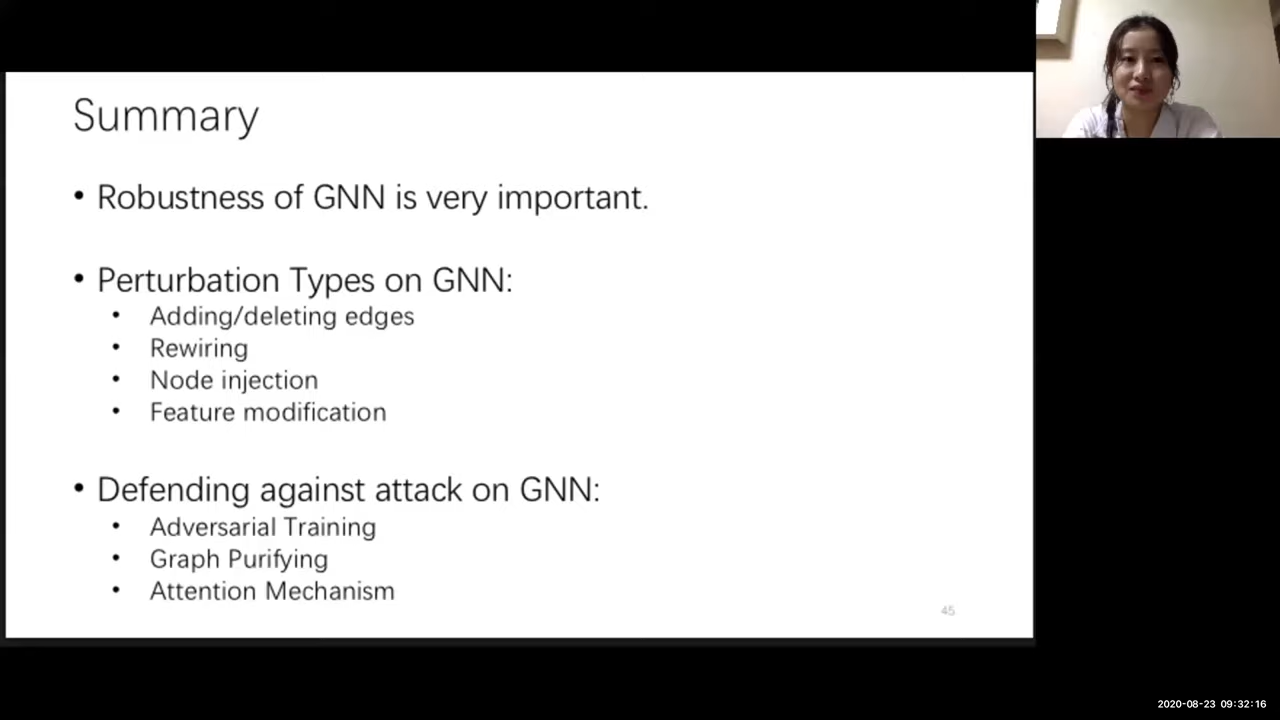 Summary
• Robustness of GNN is very important.
• Perturbation Types on GNN:
• Adding/deleting edges
• Rewiring
• Node injection
• Feature modification
• Defending against attack on GNN:
• Adversarial Training
• Graph Purifying
• Attention Mechanism
45
2020-08-23 09:32:16